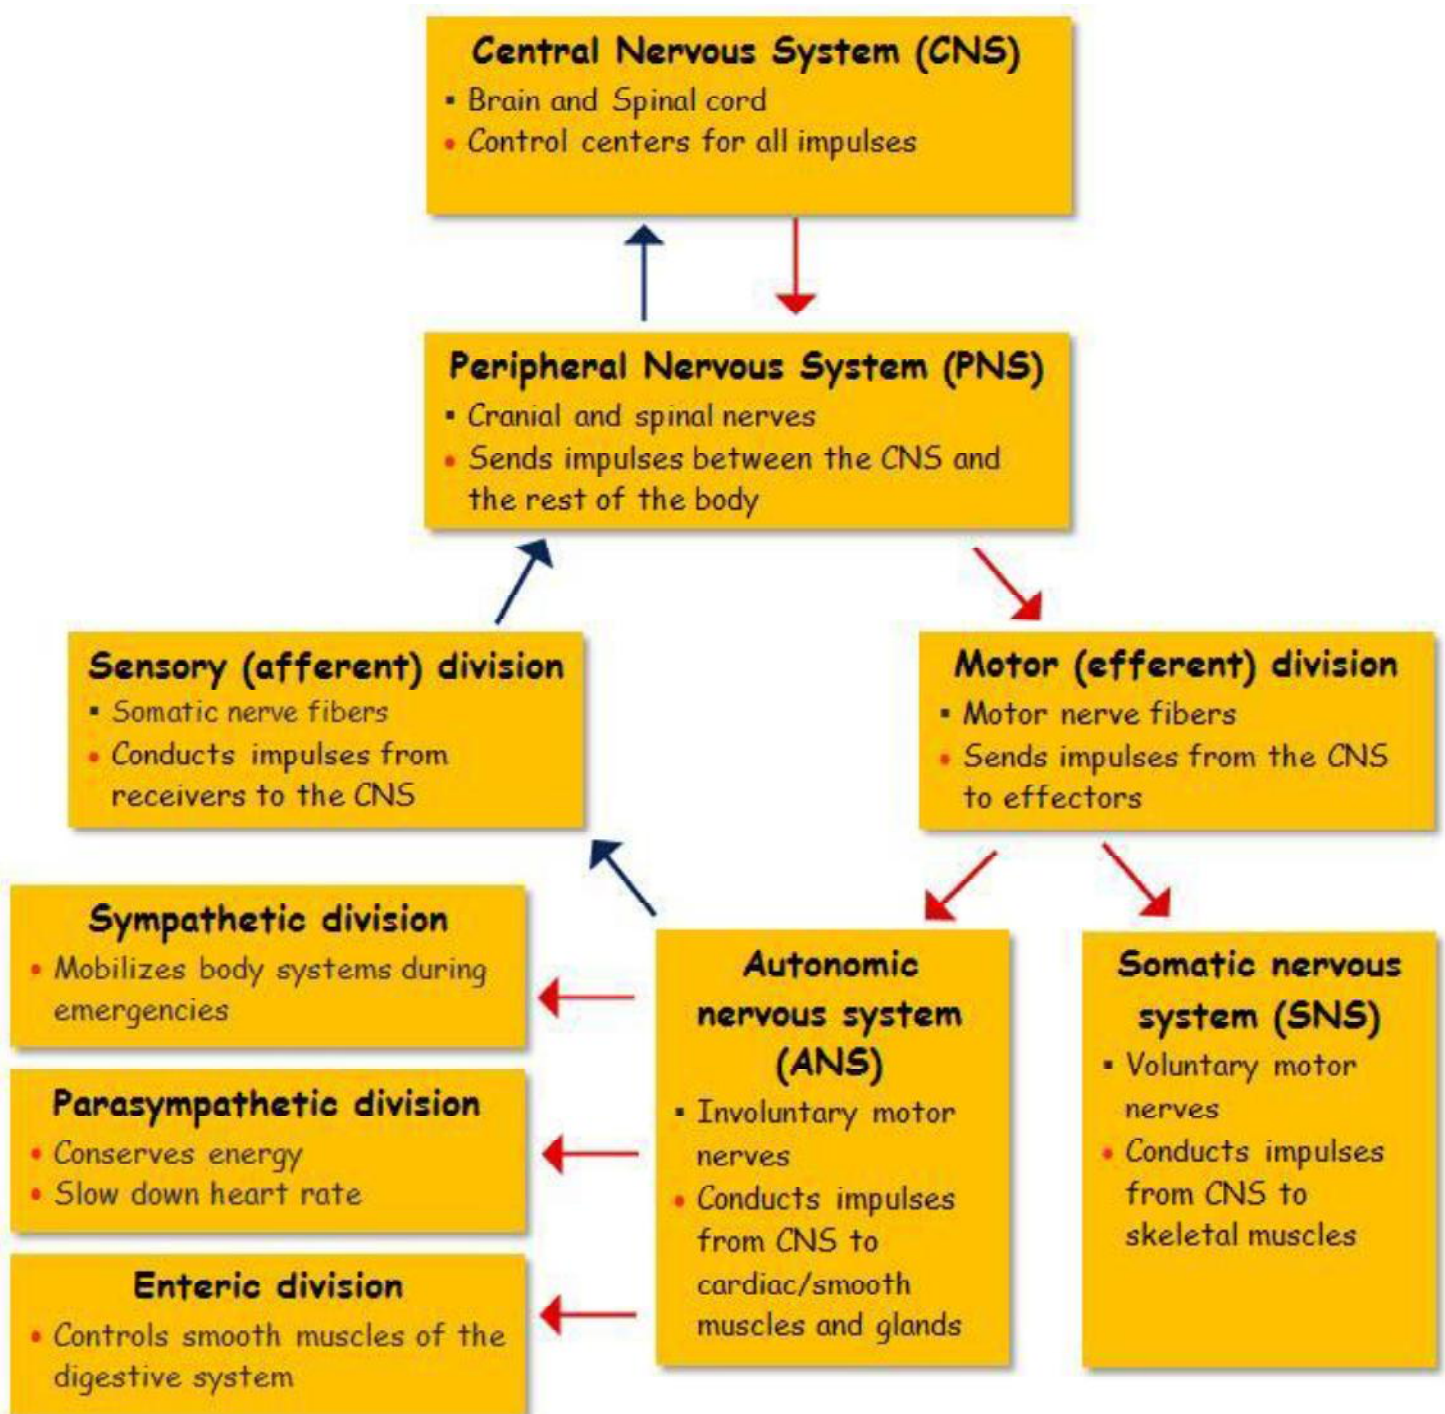 Central Nervous System (CNS)
▪ Brain and Spinal cord
• Control centers for all impulses
Peripheral Nervous System (PNS)
▪ Cranial and spinal nerves
• Sends impulses between the CNS and
the rest of the body
Sensory (afferent) division
▪ Somatic nerve fibers
• Conducts impulses from
receivers to the CNS
Motor (efferent) division
▪ Motor nerve fibers
• Sends impulses from the CNS
to effectors
Sympathetic division
• Mobilizes body systems during
emergencies
Parasympathetic division
• Conserves energy
• Slow down heart rate
Enteric division
• Controls smooth muscles of the
digestive system
Autonomic
nervous system
(ANS)
▪ Involuntary motor
nerves
• Conducts impulses
from CNS to
cardiac/smooth
muscles and glands
Somatic nervous
system (SNS)
▪ Voluntary motor
nerves
• Conducts impulses
from CNS to
skeletal muscles